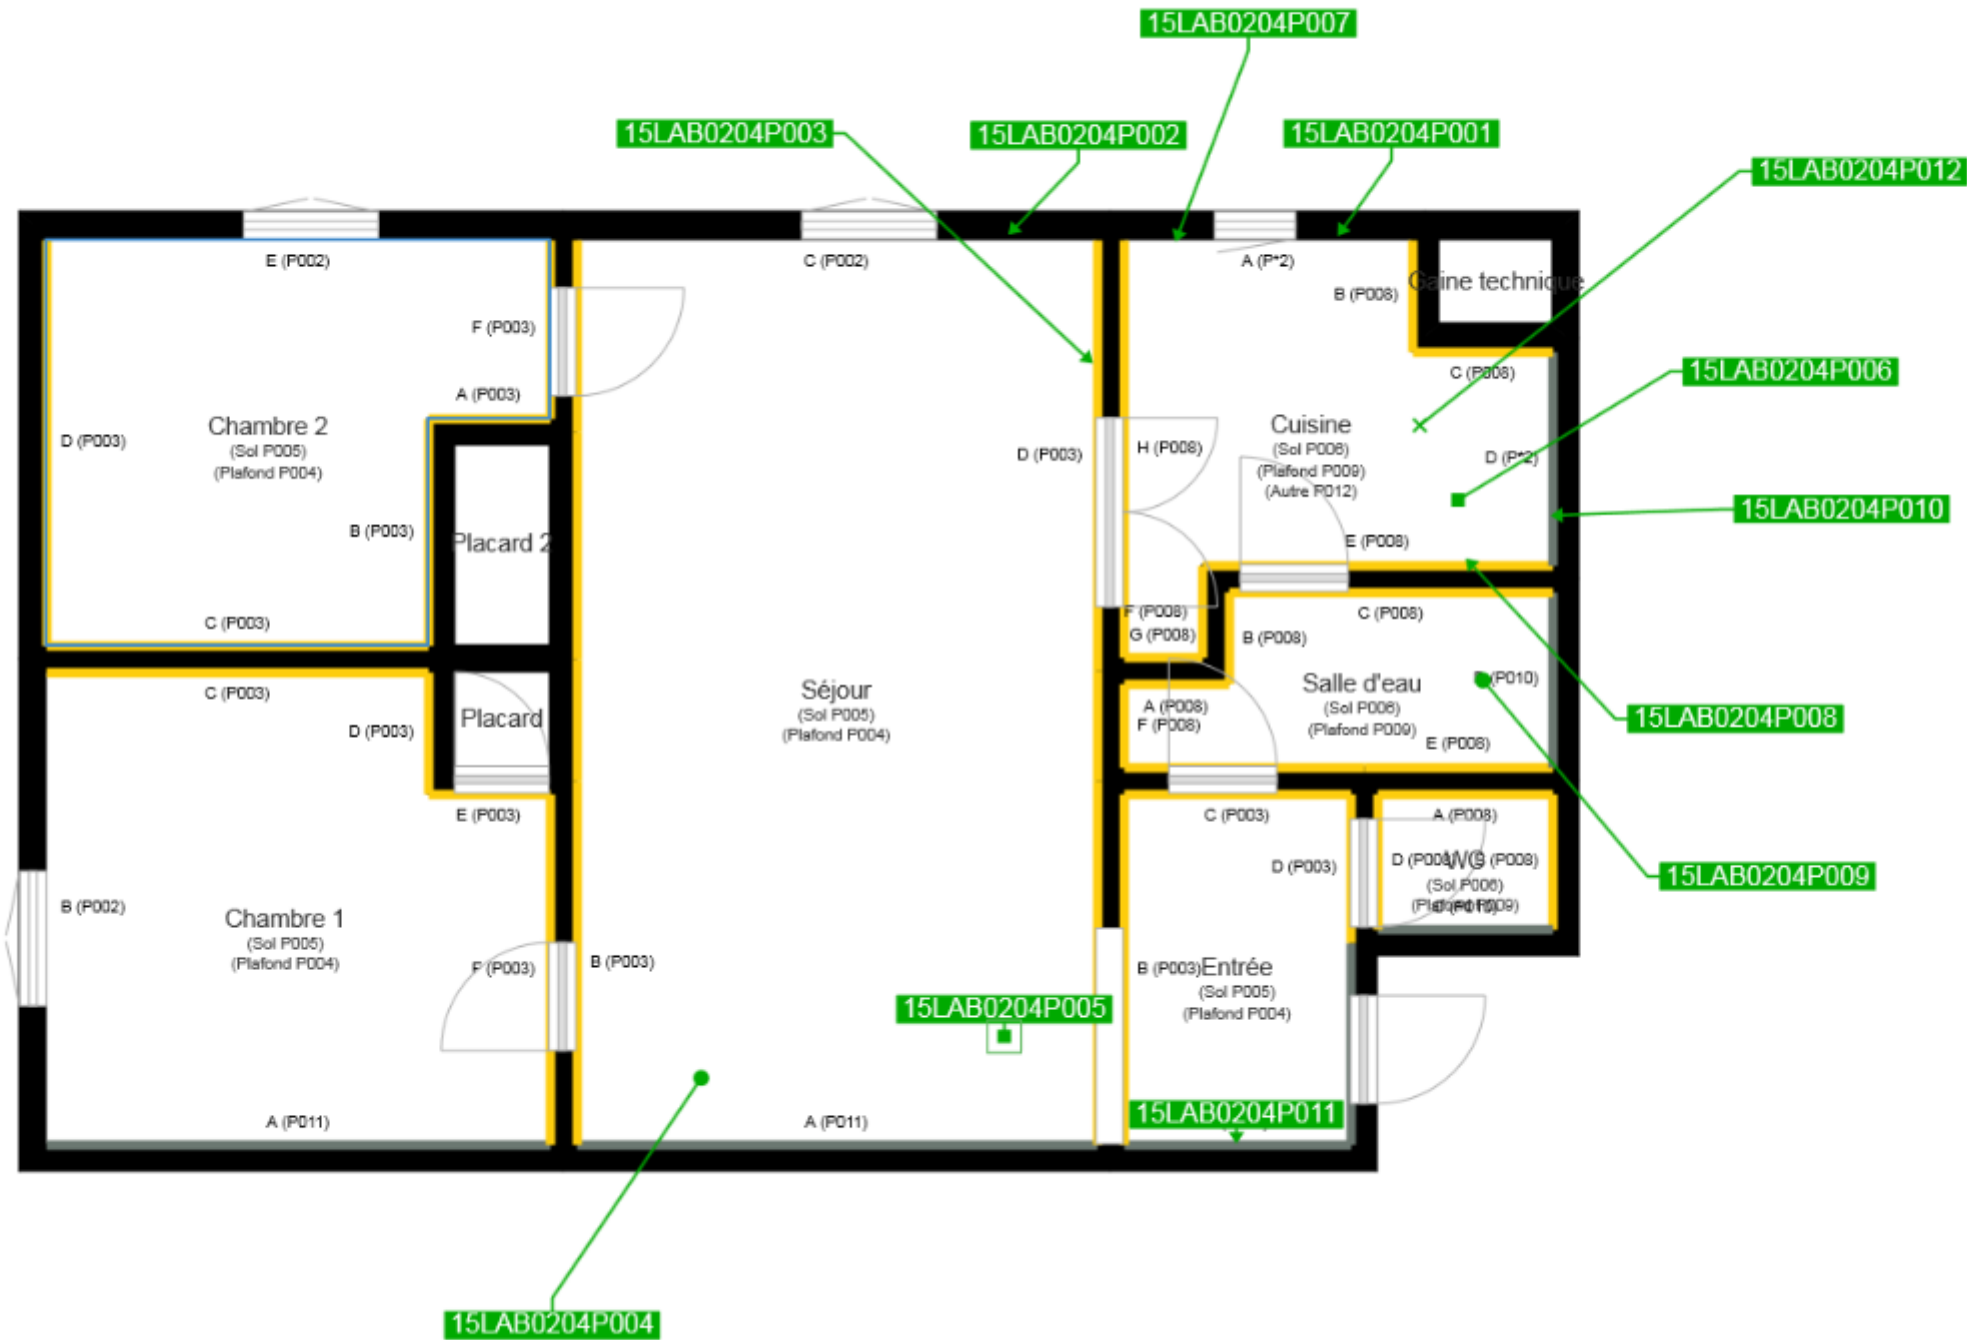 15LAB0204P007
15LAB0204P003
15LAB0204P002
15LAB0204P001
15LAB0204P012
E (P002)
C (P002)
A (P*2)
Gaine technique
B (P008)
F (P003)
A (P003)
C (P008)
15LAB0204P006
Chambre 2
(Sol P005)
(Plafond P004)
D (P003)
D (P003)
H (P008)
Cuisine
(Sol P006)
(Plafond P009)
(Autre P012)
D (P*2)
15LAB0204P010
B (P003)
Placard 2
E (P008)
C (P003)
F (P008)
G (P008)
B (P008)
C (P008)
C (P003)
D (P003)
Placard
Séjour
(Sol P005)
(Plafond P004)
A (P008)
F (P008)
Salle d'eau
(Sol P006)
(Plafond P009)
(P010)
E (P008)
15LAB0204P008
E (P003)
C (P003)
A (P008)
D (P003)
D (P008)
WC
(P008)
(Sol P006)
15LAB0204P009
B (P002)
Chambre 1
(Sol P005)
(Plafond P004)
F (P003)
B (P003)
B (P003)
Entrée
(Sol P005)
(Plafond P004)
15LAB0204P005
A (P011)
A (P011)
15LAB0204P011
15LAB0204P004